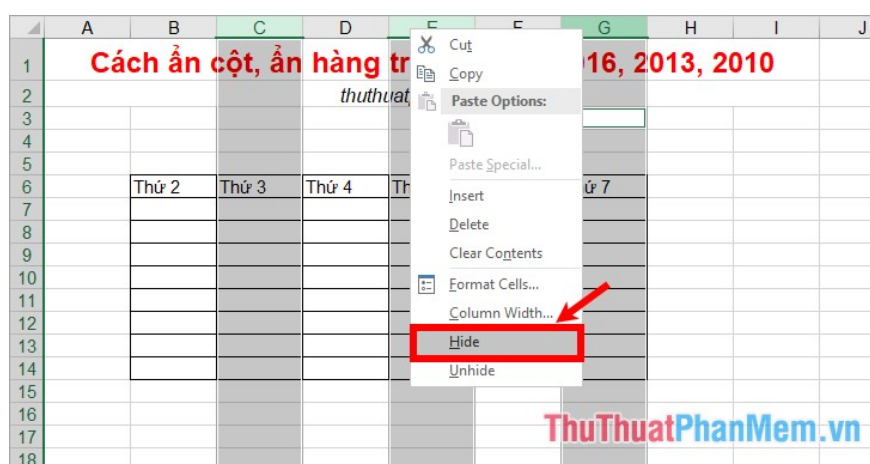 A B C D E F G H I J
1 Cách ẩn cột, ẩn hàng tr 16, 2013, 2010
2 thuthuat
3
4
5
6 Thứ 2 Thứ 3 Thứ 4 Th ứ 7
7
8
9
10
11
12
13
14
15
16
17
18
Cut
Copy
Paste Options:
Paste Special...
Insert
Delete
Clear Contents
Format Cells...
Column Width...
Hide
Unhide
ThuThuatPhanMem.vn